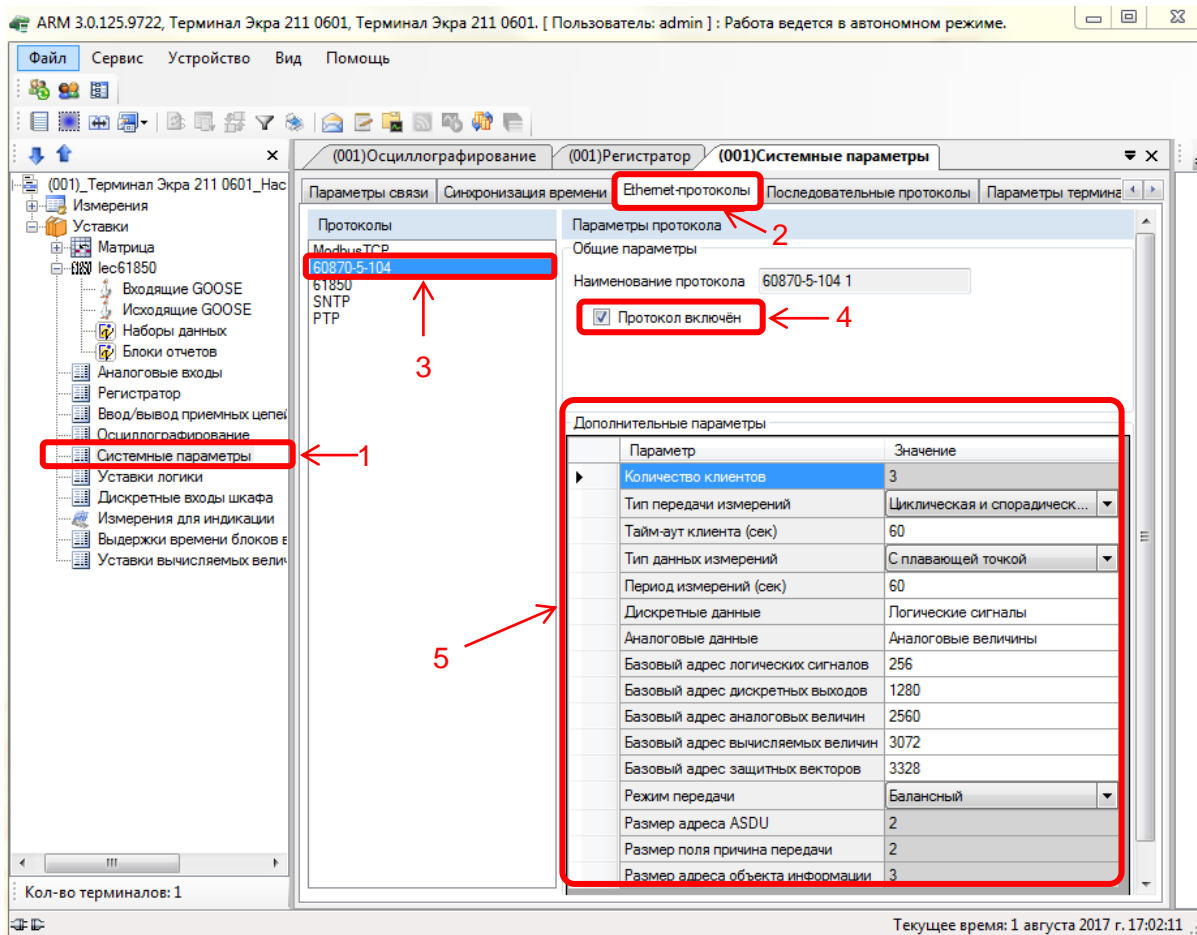 ARM 3.0.125.9722, Терминал Экра 211 0601, Терминал Экра 211 0601. [ Пользователь: admin ] : Работа ведется в автономном режиме.
Файл Сервис Устройство Вид Помощь
(001)Осциллографирование (001)Регистратор (001)Системные параметры
(001)_Терминал Экра 211 0601_Нас
Измерения
Уставки
Матрица
Iec61850
Входящие GOOSE
Исходящие GOOSE
Наборы данных
Блоки отчетов
Аналоговые входы
Регистратор
Ввод/вывод приемных цепей
Осциллографирование
Системные параметры
1
Уставки логики
Дискретные входы шкафа
Измерения для индикации
Выдержки времени блоков
Уставки вычисляемых
Кол-во терминалов: 1
Параметры связи Синхронизация времени Ethernet-протоколы Последовательные протоколы Параметры термина
2
Протоколы
ModbusTCP
60870-5-104
61850
SNTP
PTP
3
Параметры протокола
Общие параметры
Наименование протокола 60870-5-104 1
Протокол включён
4
Дополнительные параметры
5
Параметр Значение
Количество клиентов 3
Тип передачи измерений Циклическая и спорадическ...
Тайм-аут клиента (сек) 60
Тип данных измерений С плавающей точкой
Период измерений (сек) 60
Дискретные данные Логические сигналы
Аналоговые данные Аналоговые величины
Базовый адрес логических сигналов 256
Базовый адрес дискретных выходов 1280
Базовый адрес аналоговых величин 2560
Базовый адрес вычисляемых величин 3072
Базовый адрес защитных векторов 3328
Режим передачи Балансный
Размер адреса ASDU 2
Размер поля причина передачи 2
Размер адреса объекта информации 3
Текущее время: 1 августа 2017 г. 17:02:11